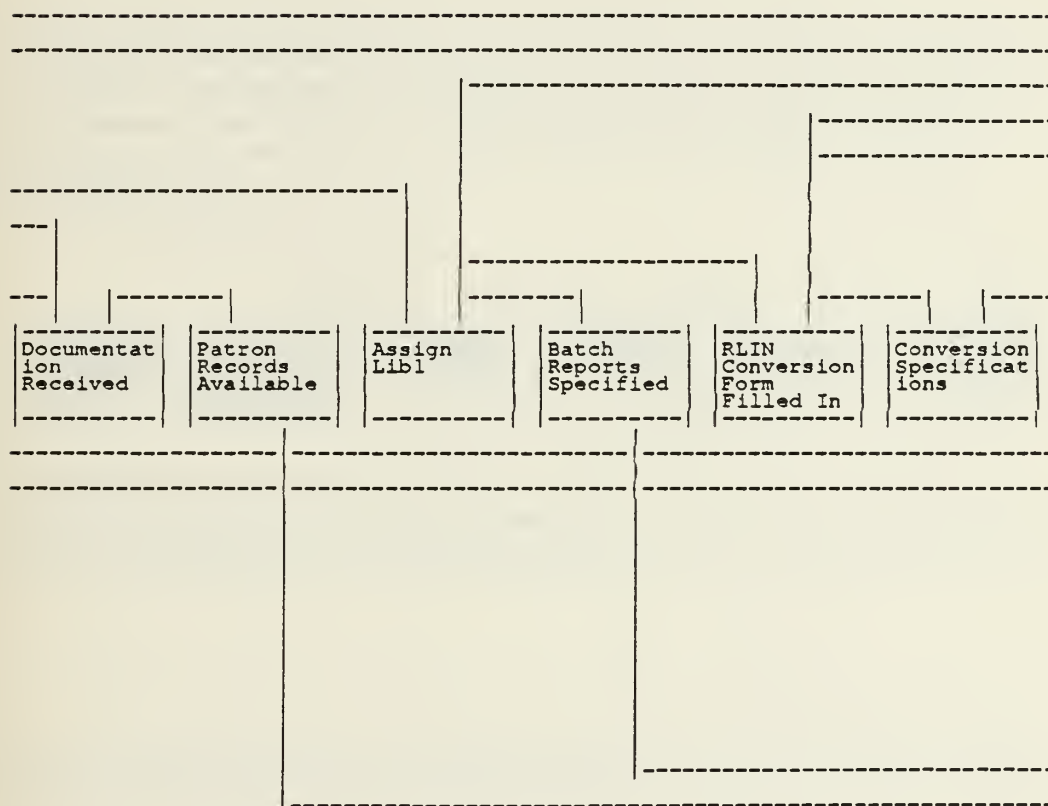 Documentat
ion
Received
Patron
Records
Available
Assign
Libl
Batch
Reports
Specified
RLIN
Conversion
Form
Filled In
Conversion
Specificat
ions